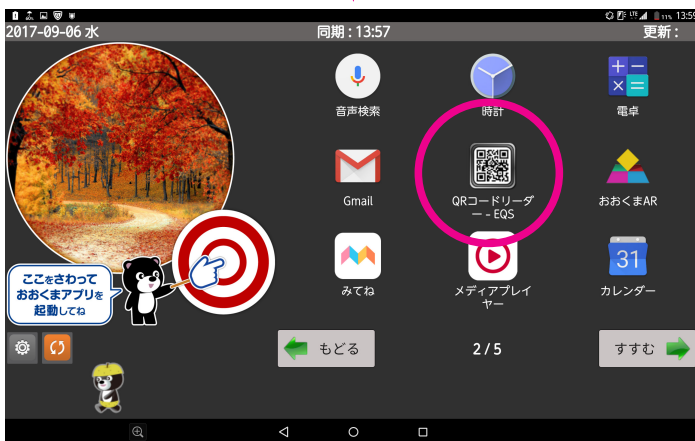 11% 13:59
2017-09-06 水
同期 : 13:57
更新 :
音声検索
時計
電卓
Gmail
QRコードリーダ
ー – EQS
おおくまAR
みてね
メディアプレイ
ヤー
31
カレンダー
ここをさわって
おおくまアプリを
起動してね
もどる
2 / 5
すすむ